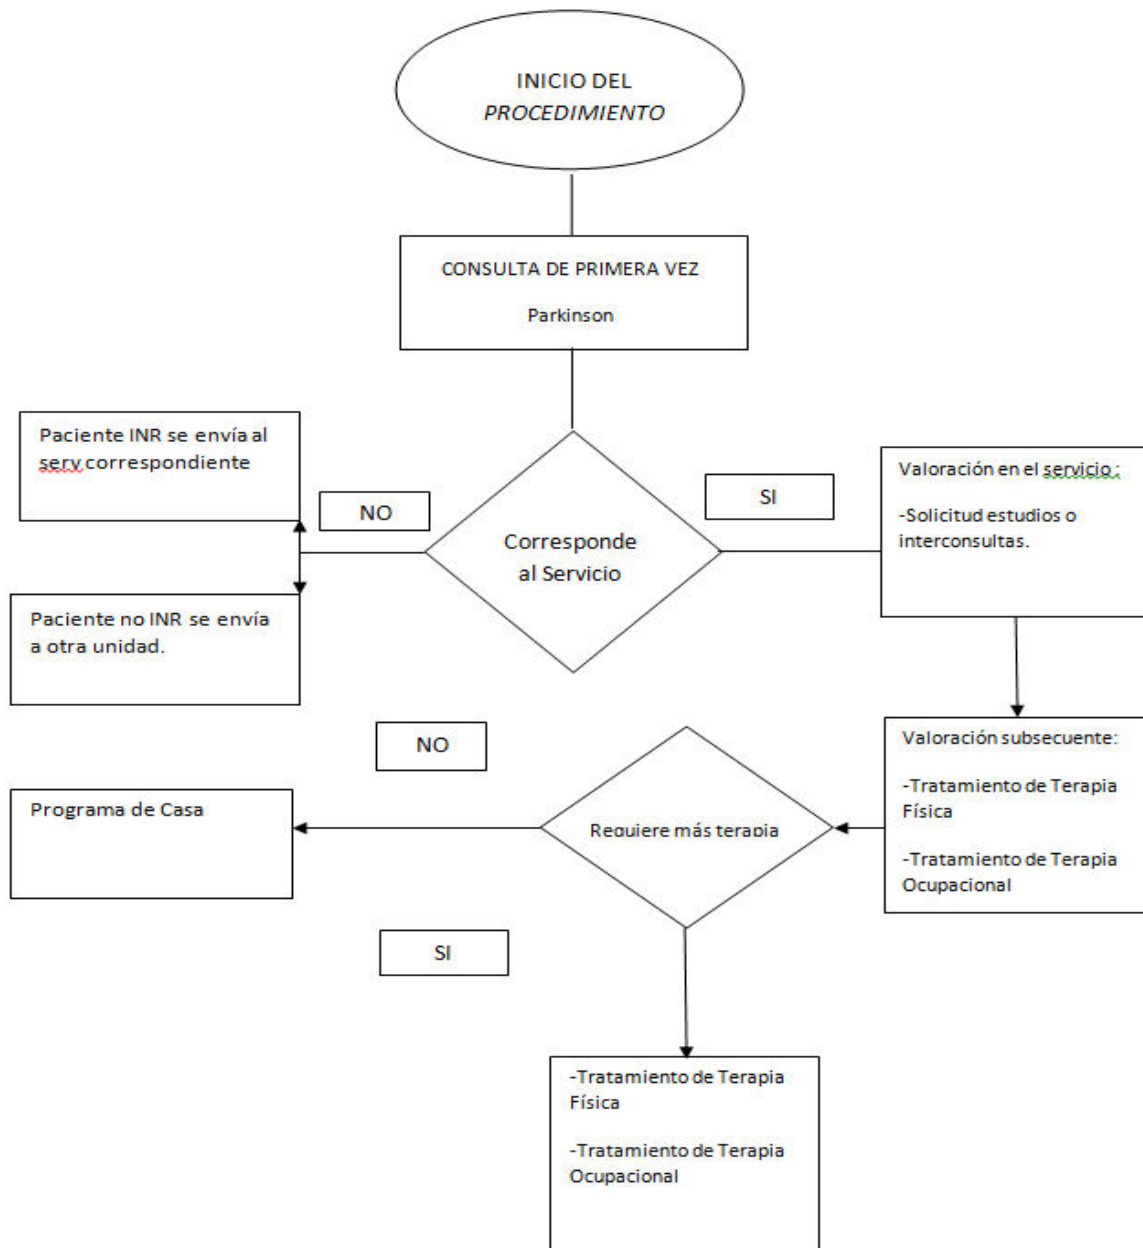 INICIO DEL
PROCEDIMIENTO
CONSULTA DE PRIMERA VEZ
Parkinson
Paciente INR se envía al
serv.correspondiente
NO
Corresponde
al Servicio
SI
Valoración en el servicio :
-Solicitud estudios o
interconsultas.
Paciente no INR se envía
a otra unidad.
NO
Valoración subsecuente:
-Tratamiento de Terapia
Física
-Tratamiento de Terapia
Ocupacional
Requiere más terapia
Programa de Casa
SI
-Tratamiento de Terapia
Física
-Tratamiento de Terapia
Ocupacional